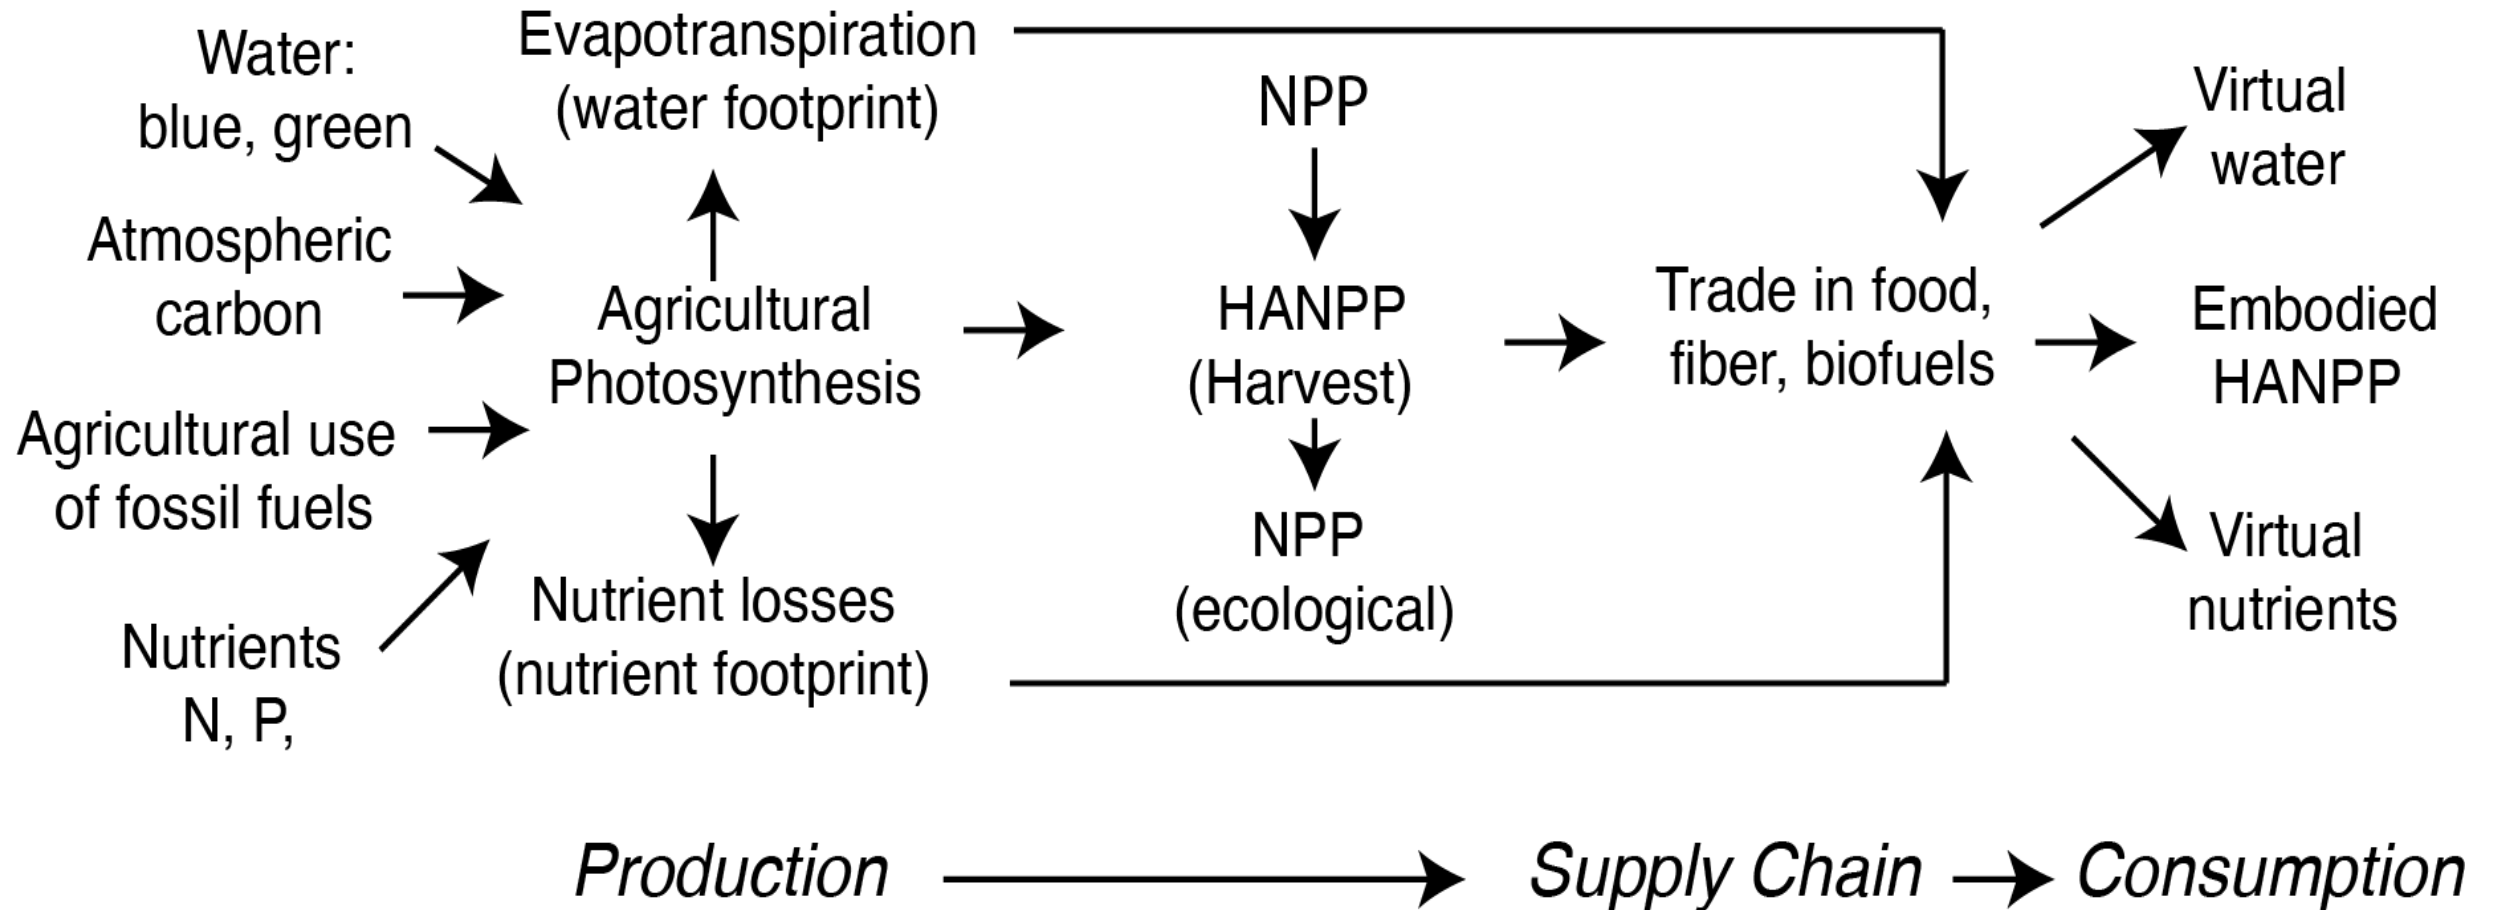 Water:
blue, green
Atmospheric
carbon
Agricultural use
of fossil fuels
Nutrients
N, P,
Evapotranspiration
(water footprint)
Agricultural
Photosynthesis
Nutrient losses
(nutrient footprint)
NPP
HANPP
(Harvest)
NPP
(ecological)
Trade in food,
fiber, biofuels
Virtual
water
Embodied
HANPP
Virtual
nutrients
Production
Supply Chain
Consumption